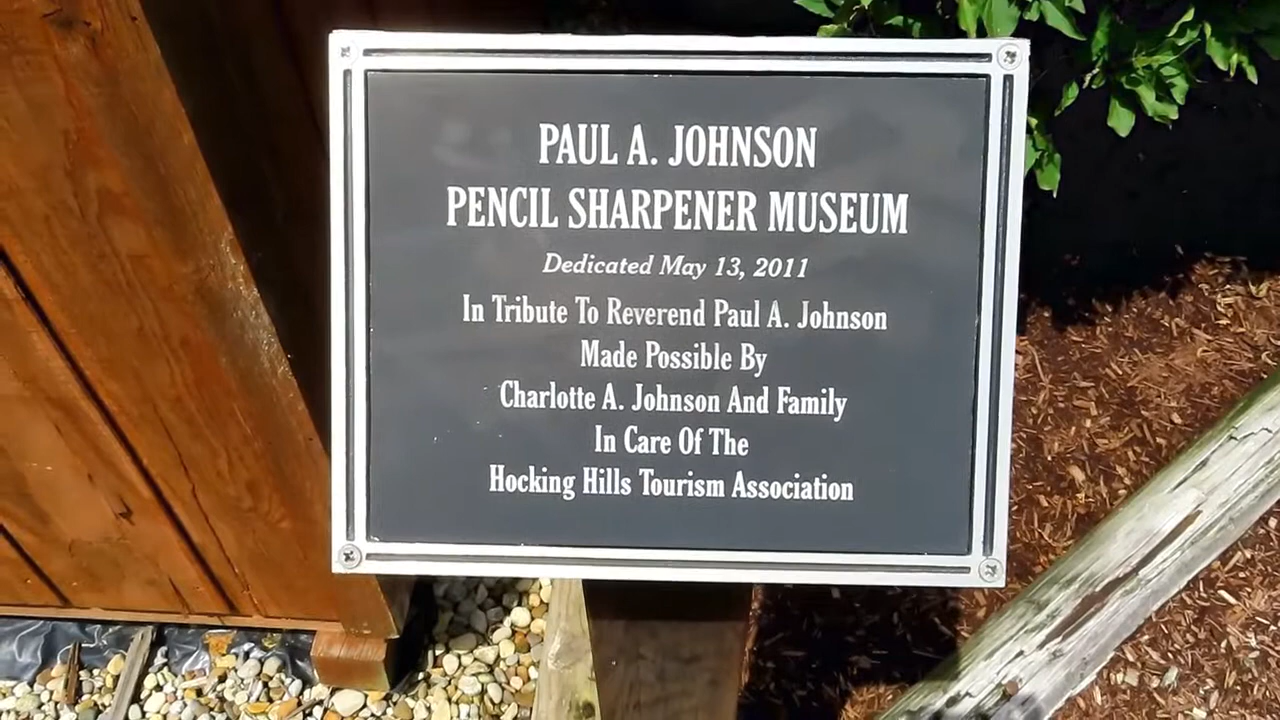 PAUL A. JOHNSON
PENCIL SHARPENER MUSEUM
Dedicated May 13, 2011
In Tribute To Reverend Paul A. Johnson
Made Possible By
Charlotte A. Johnson And Family
In Care Of The
Hocking Hills Tourism Association